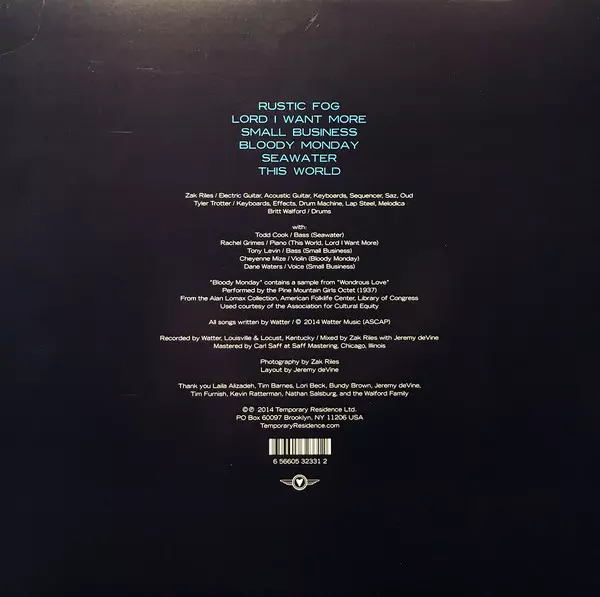 RUSTIC FOG
LORD I WANT MORE
SMALL BUSINESS
BLOODY MONDAY
SEAWATER
THIS WORLD
Zak Riles / Electric Guitar, Acoustic Guitar, Keyboards, Sequencer, Saz, Oud
Tyler Trotter / Keyboards, Effects, Drum Machine, Lap Steel, Melodica
Britt Walford / Drums
with:
Todd Cook / Bass (Seawater)
Rachel Grimes / Piano (This World, Lord I Want More)
Tony Levin / Bass (Small Business)
Cheyenne Mize / Violin (Bloody Monday)
Dane Waters / Voice (Small Business)
"Bloody Monday" contains a sample from "Wondrous Love"
Performed by the Pine Mountain Girls Octet (1937)
From the Alan Lomax Collection, American Folklife Center, Library of Congress
Used courtesy of the Association for Cultural Equity
All songs written by Watter / © 2014 Watter Music (ASCAP)
Recorded by Watter, Louisville & Locust, Kentucky / Mixed by Zak Riles with Jeremy deVine
Mastered by Carl Saff at Saff Mastering, Chicago, Illinois
Photography by Zak Riles
Layout by Jeremy deVine
Thank you Laila Alizadeh, Tim Barnes, Lori Beck, Bundy Brown, Jeremy deVine,
Tim Furnish, Kevin Ratterman, Nathan Salsburg, and the Walford Family
©℗ 2014 Temporary Residence Ltd.
PO Box 60097 Brooklyn, NY 11206 USA
TemporaryResidence.com
6 56605 32331 2